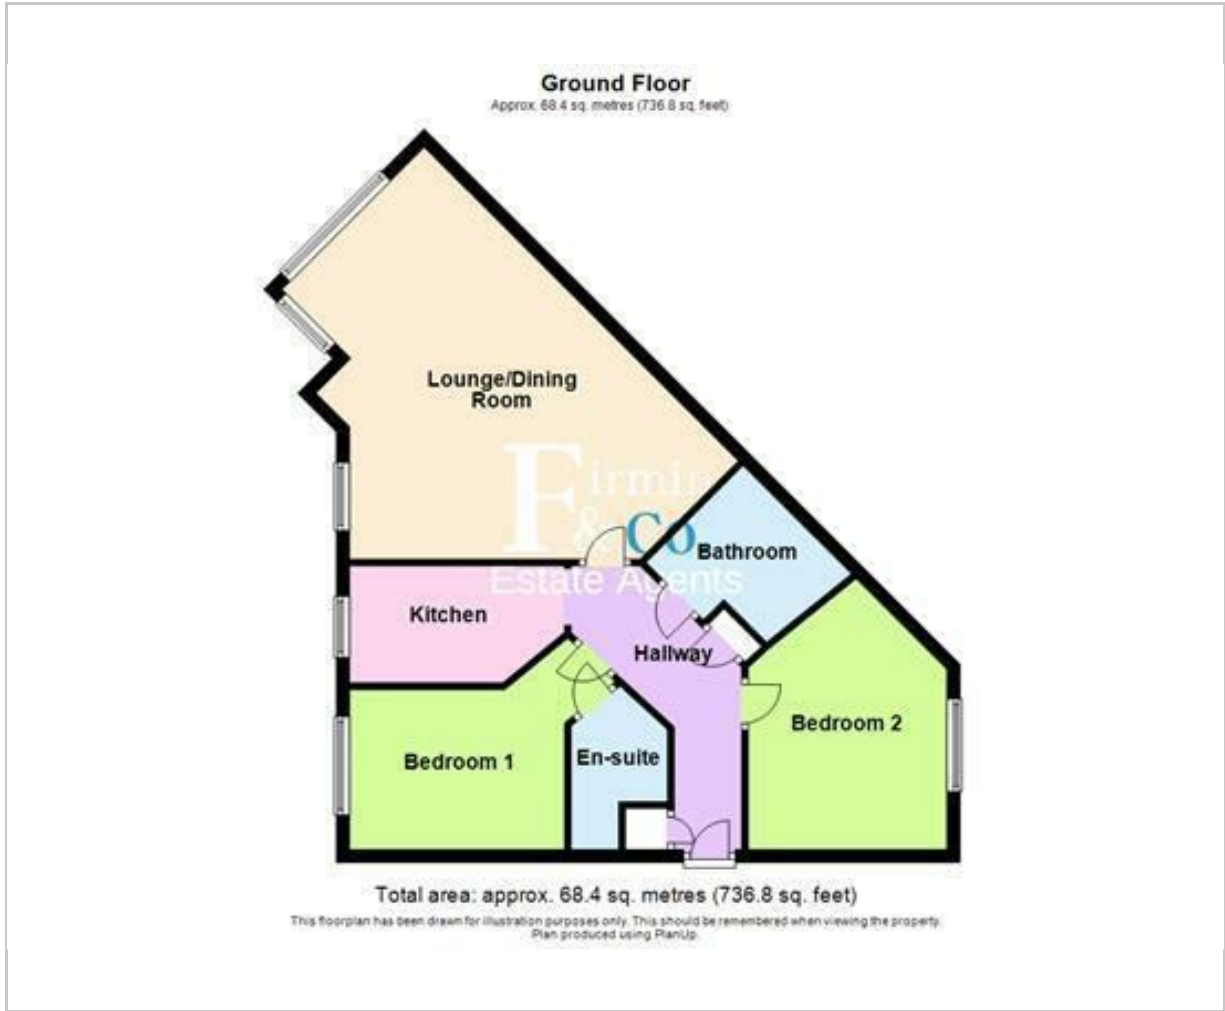 Ground Floor
Approx. 68.4 sq. metres (736.8 sq. feet)
Lounge/Dining
Room
Firmin
& Co
Estate Agents
Bathroom
Kitchen
Hallway
Bedroom 2
Bedroom 1
En-suite
Total area: approx. 68.4 sq. metres (736.8 sq. feet)
This floorplan has been drawn for illustration purposes only. This should be remembered when viewing the property.
Plan produced using PlanUp.